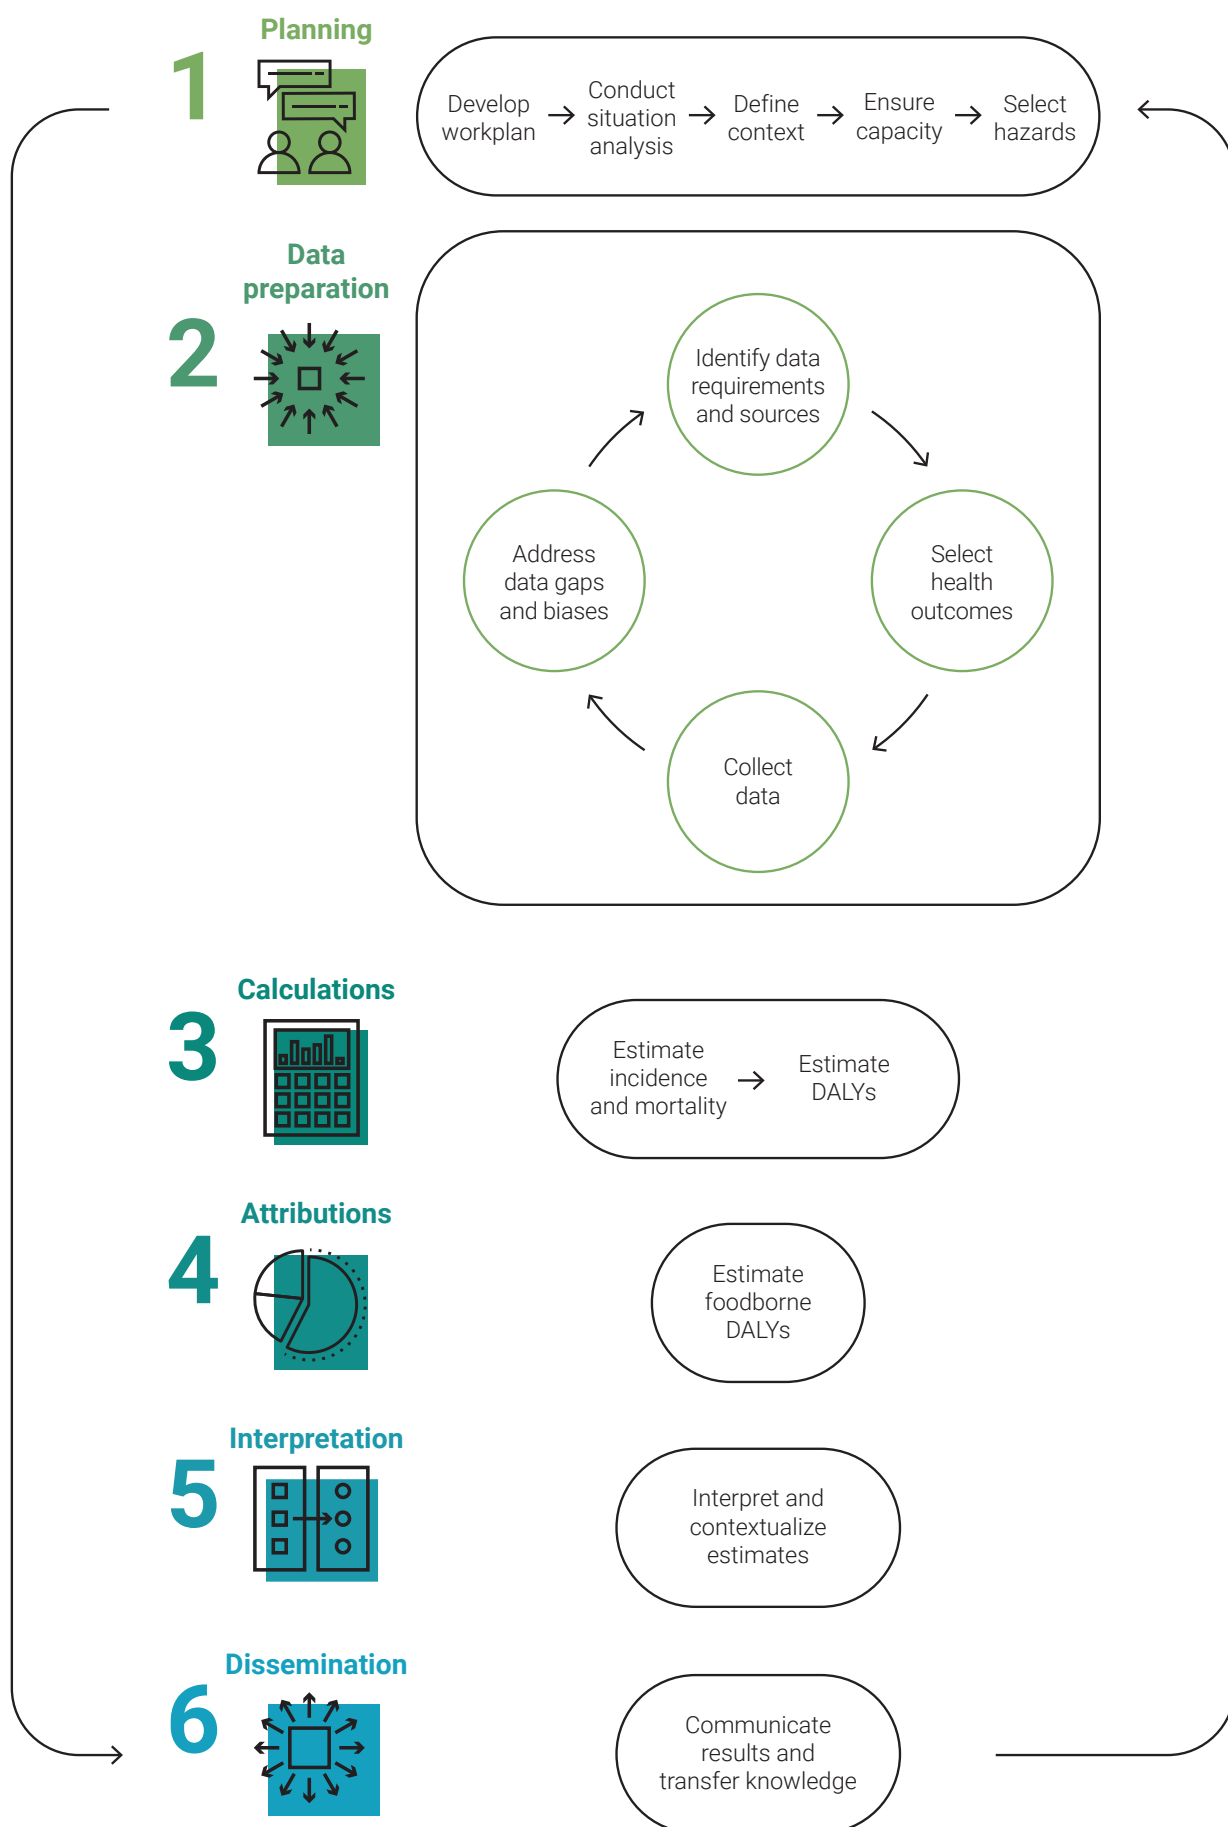 Planning
1
Develop
workplan
Conduct
situation
analysis
Define
context
Ensure
capacity
Select
hazards
Data
preparation
2
Identify data
requirements
and sources
Select
health
outcomes
Collect
data
Address
data gaps
and biases
Calculations
3
Estimate
incidence
and mortality
Estimate
DALYs
Attributions
4
Estimate
foodborne
DALYs
Interpretation
5
Interpret and
contextualize
estimates
Dissemination
6
Communicate
results and
transfer knowledge